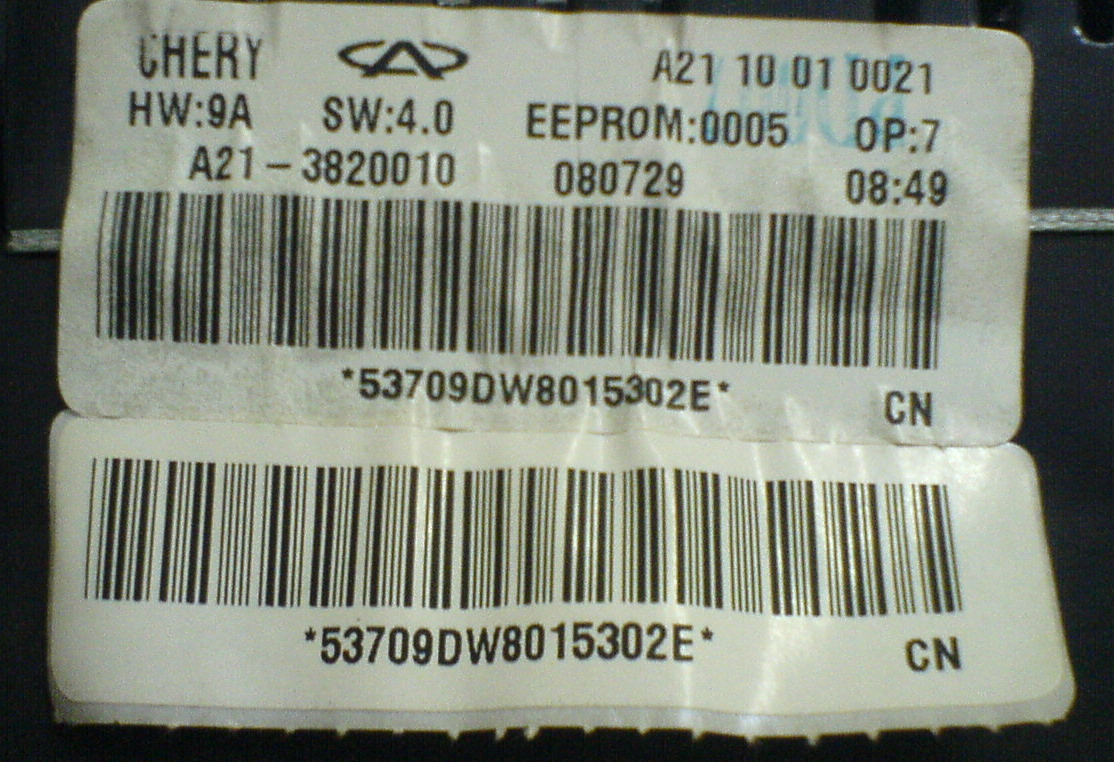 CHERY A21 10 01 0021
HW:9A SW:4.0 EEPROM:0005 OP:7
A21-3820010 080729 08:49
*53709DW8015302E* CN
*53709DW8015302E* CN